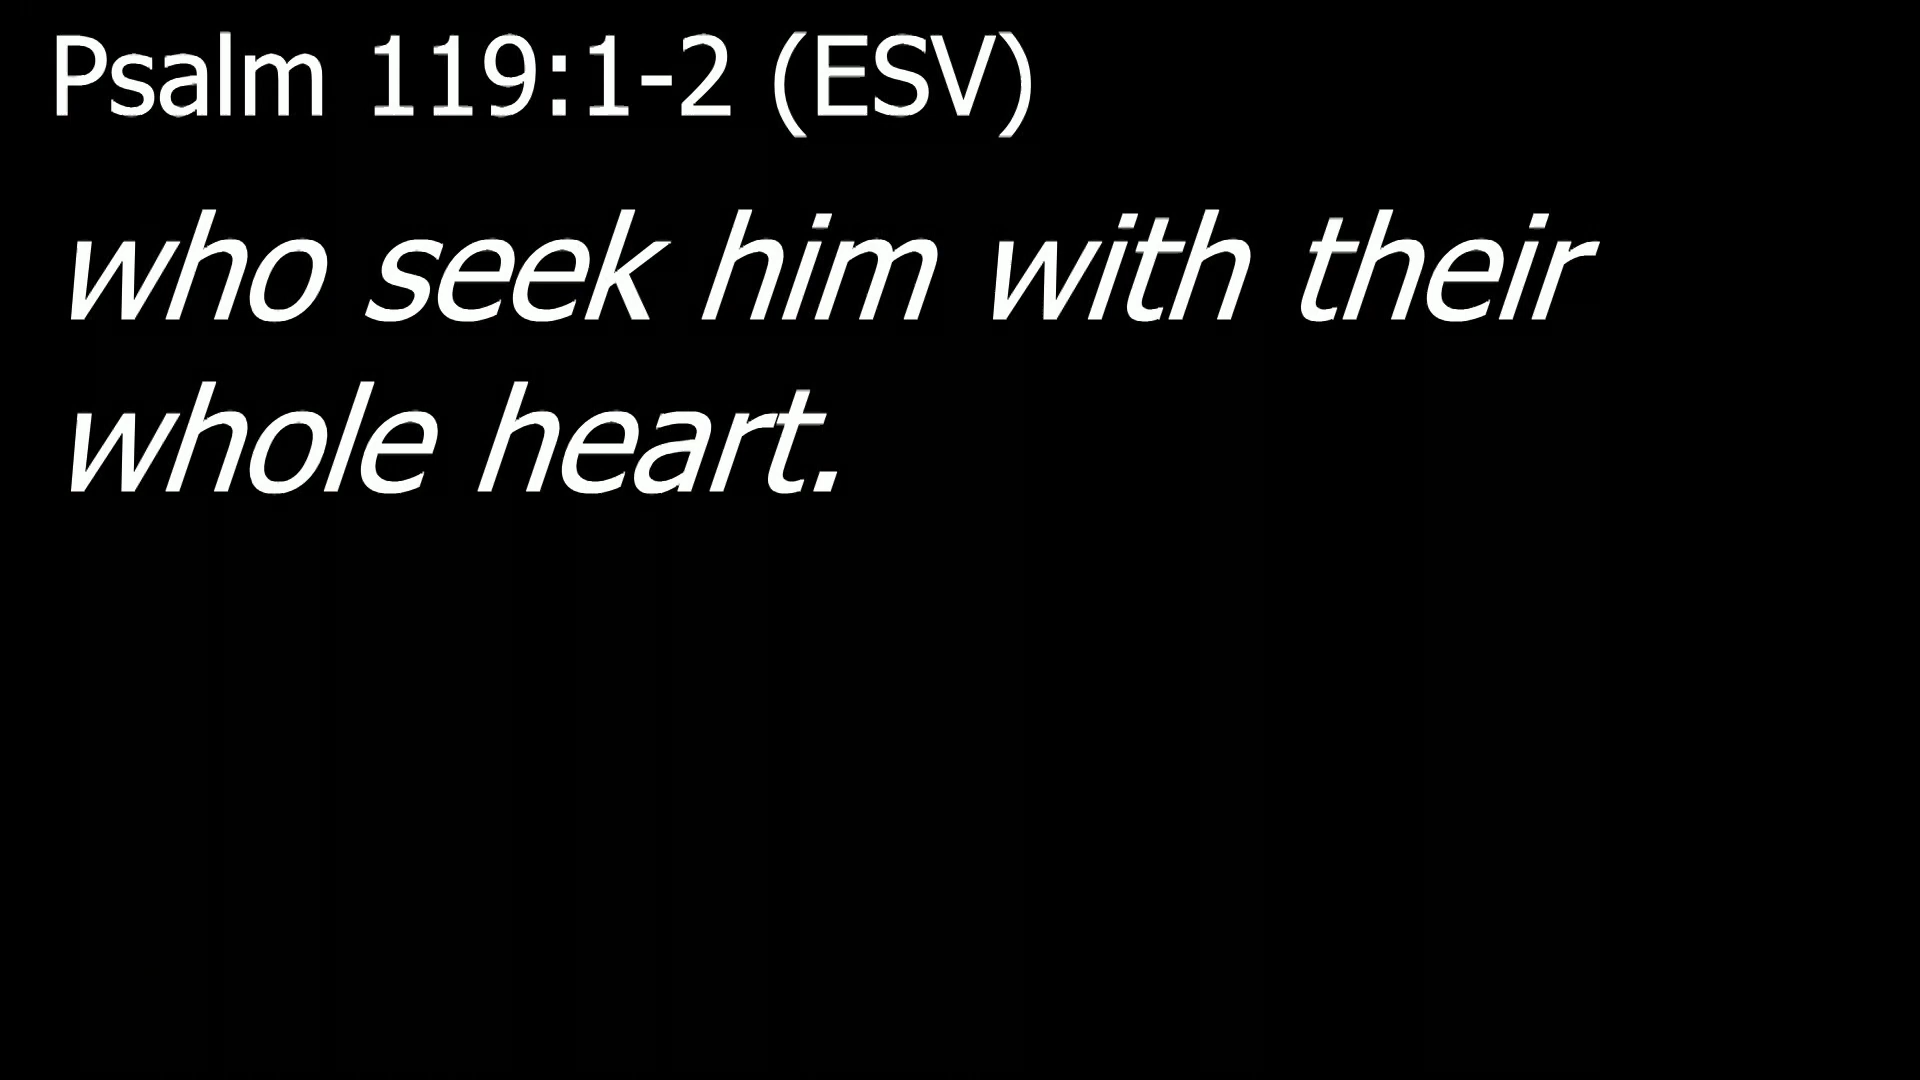 Psalm 119:1-2 (ESV)
who seek him with their
whole heart.